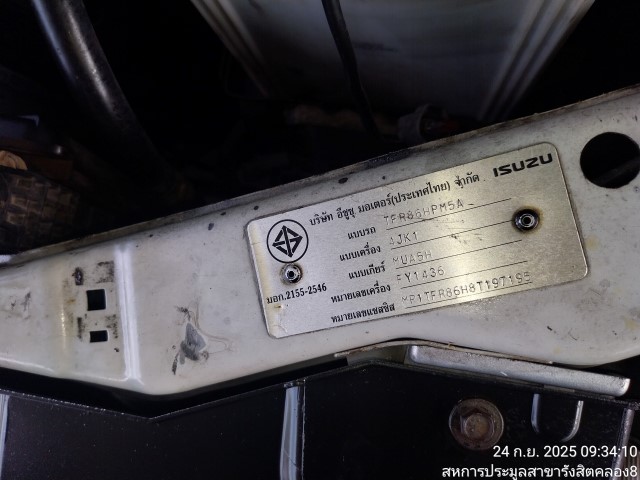 ISUZU
บริษัท อีซูซุ มอเตอร์(ประเทศไทย) จำกัด
แบบรถ TFR86HPM5A
แบบเครื่อง 4JK1
แบบเกียร์ MUA5H
หมายเลขเครื่อง FY1436
หมายเลขแชสซิส MP1TFR86H8T197195
มอก.2155-2546
24 ก.ย. 2025 09:34:10
สหการประมูลสาขารังสิตคลอง8